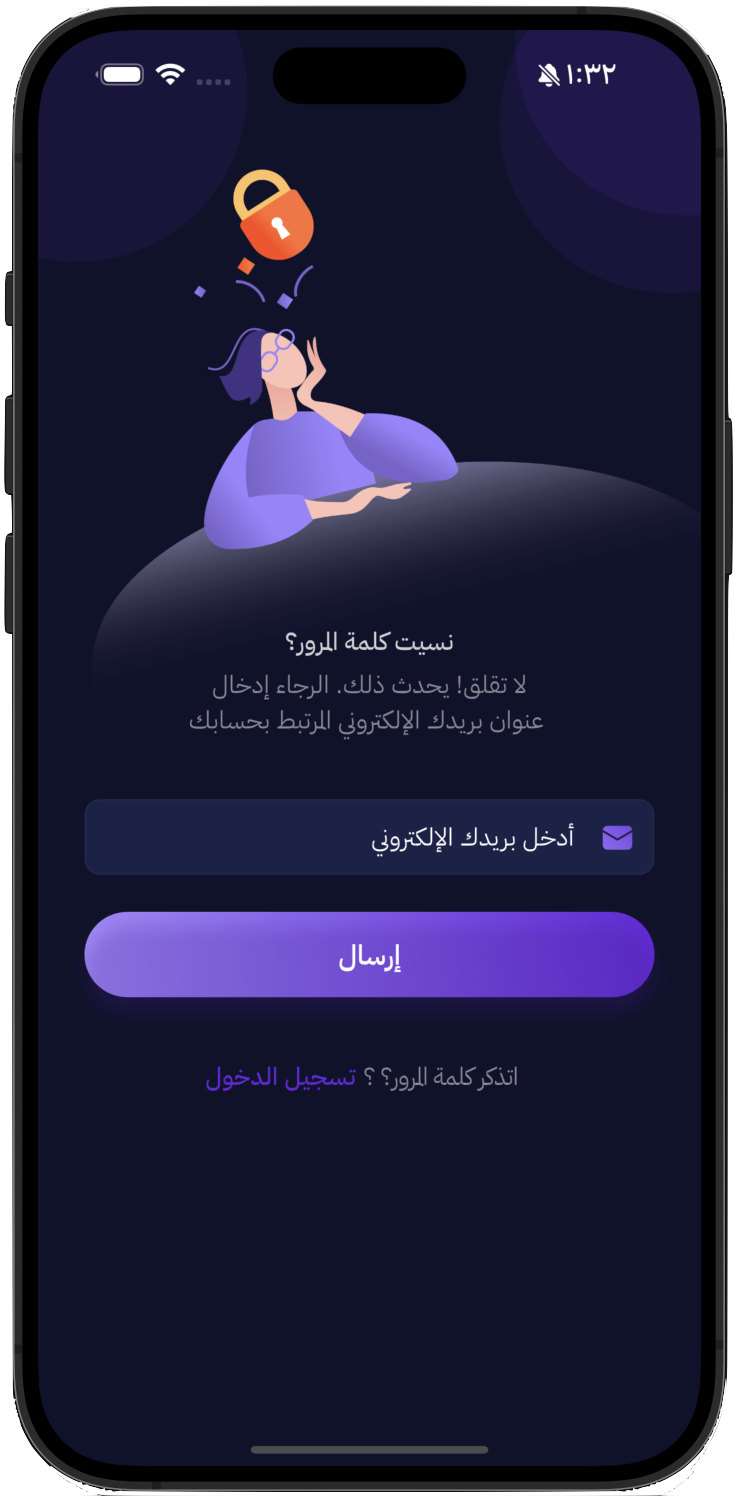 ١:٣٢
نسيت كلمة المرور؟
لا تقلق! يحدث ذلك. الرجاء إدخال
عنوان بريدك الإلكتروني المرتبط بحسابك
أدخل بريدك الإلكتروني
إرسال
اتذكر كلمة المرور؟ ؟ تسجيل الدخول